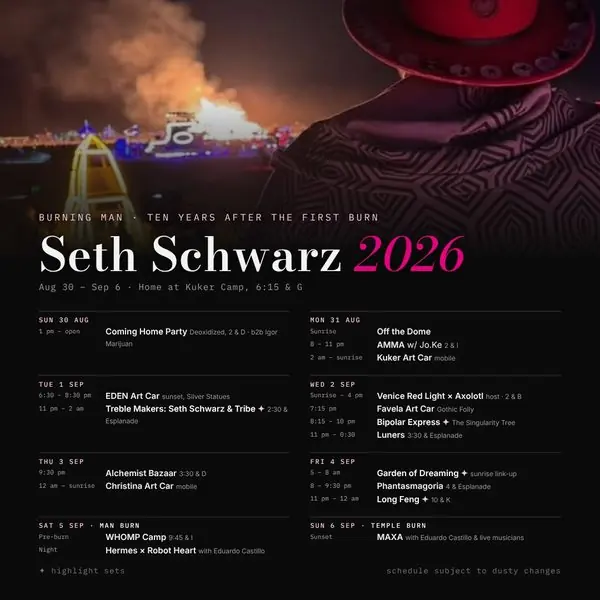 BURNING MAN · TEN YEARS AFTER THE FIRST BURN
Seth Schwarz 2026
Aug 30 – Sep 6 · Home at Kuker Camp, 6:15 & G
SUN 30 AUG
1 pm – open Coming Home Party Deoxidized, 2 & D · b2b Igor
Marijuan
MON 31 AUG
Sunrise Off the Dome
8 – 11 pm AMMA w/ Jo.Ke 2 & I
2 am – sunrise Kuker Art Car mobile
TUE 1 SEP
6:30 – 8:30 pm EDEN Art Car sunset, Silver Statues
11 pm – 2 am Treble Makers: Seth Schwarz & Tribe ✦ 2:30 &
Esplanade
WED 2 SEP
Sunrise – 4 pm Venice Red Light × Axolotl host · 2 & B
7:15 pm Favela Art Car Gothic Folly
8:15 – 10 pm Bipolar Express ✦ The Singularity Tree
11 pm – 0:30 Luners 3:30 & Esplanade
THU 3 SEP
9:30 pm Alchemist Bazaar 3:30 & D
12 am – sunrise Christina Art Car mobile
FRI 4 SEP
5 – 8 am Garden of Dreaming ✦ sunrise link-up
8 – 9:30 pm Phantasmagoria 4 & Esplanade
11 pm – 12 am Long Feng ✦ 10 & K
SAT 5 SEP · MAN BURN
Pre-burn WHOMP Camp 9:45 & I
Night Hermes × Robot Heart with Eduardo Castillo
SUN 6 SEP · TEMPLE BURN
Sunset MAXA with Eduardo Castillo & live musicians
✦ highlight sets
schedule subject to dusty changes